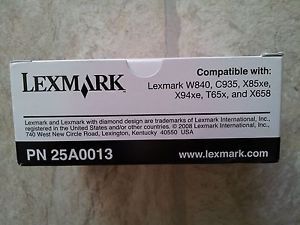 LEXMARK™
Compatible with:
Lexmark W840, C935, X85xe,
X94xe, T65x, and X658
Lexmark and Lexmark with diamond design are trademarks of Lexmark International, Inc.,
registered in the United States and/or other countries. © 2008 Lexmark International, Inc.
740 West New Circle Road, Lexington, Kentucky 40550 USA
PN 25A0013
www.lexmark.com